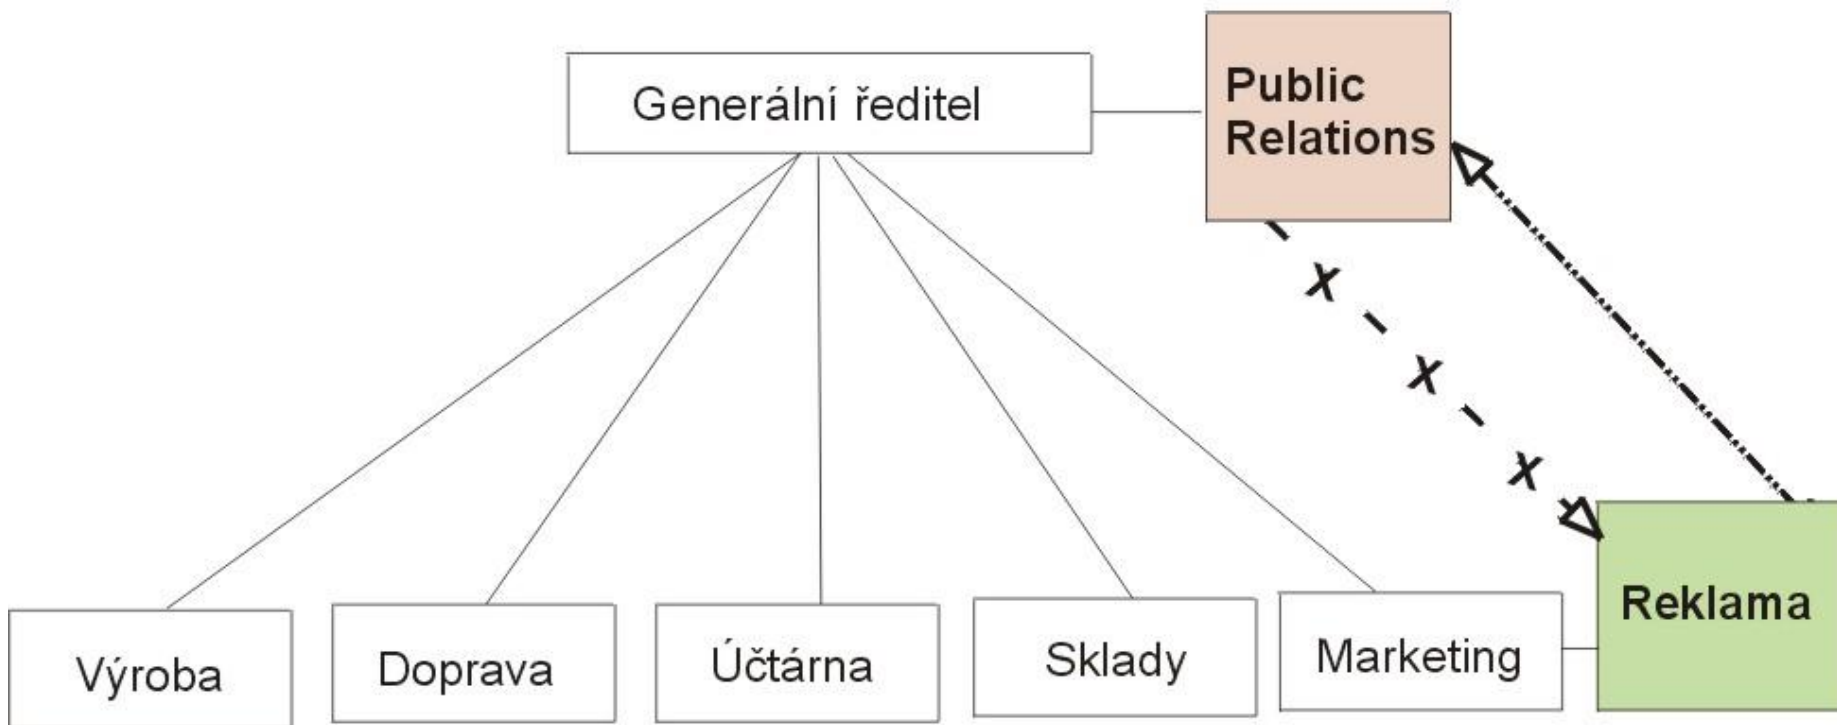 Generální ředitel
Public
Relations
x
x
x
Reklama
Výroba
Doprava
Účtárna
Sklady
Marketing